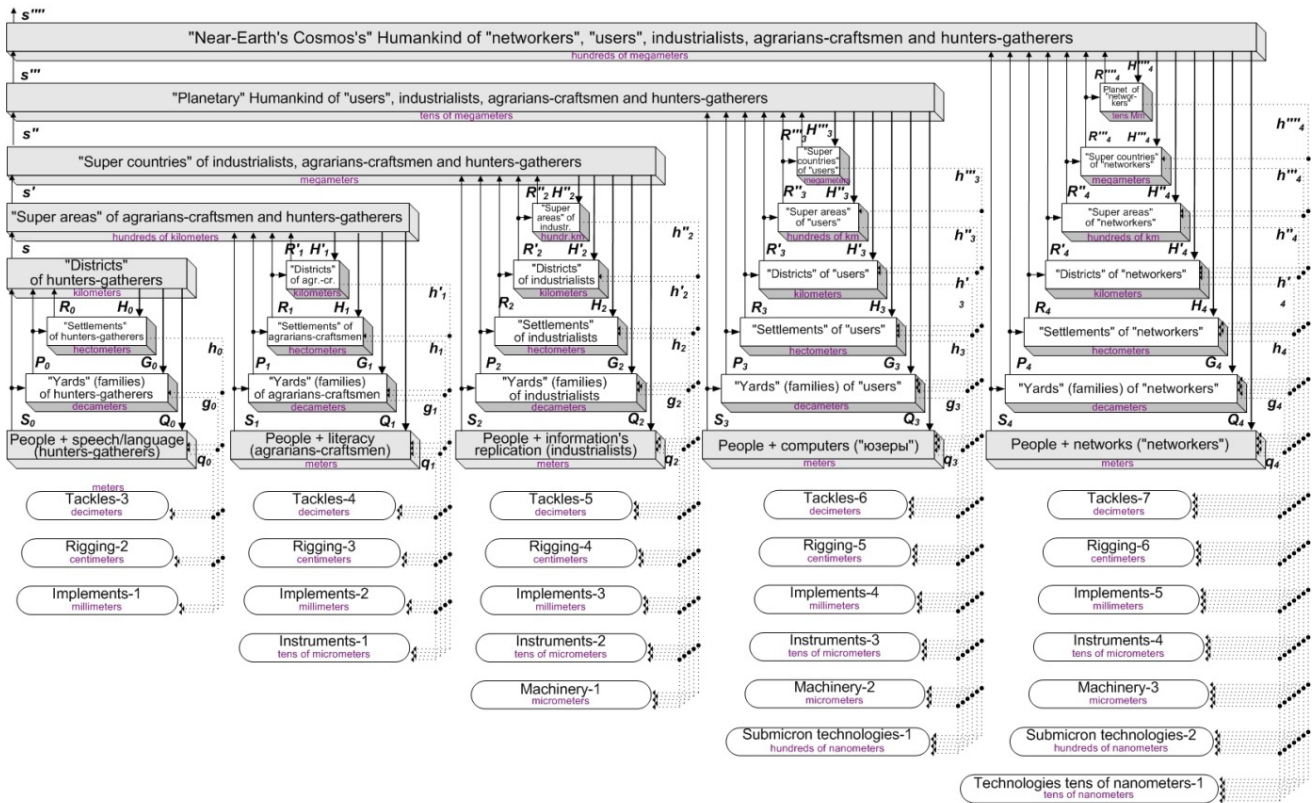 s''''
"Near-Earth's Cosmos's" Humankind of "networkers", "users", industrialists, agrarians-craftsmen and hunters-gatherers
hundreds of megameters
s'''
"Planetary" Humankind of "users", industrialists, agrarians-craftsmen and hunters-gatherers
tens of megameters
R''''4 H''''4
Planet of
"networ-
kers"
tens Mm
h''''4
s''
"Super countries" of industrialists, agrarians-craftsmen and hunters-gatherers
megameters
R'''3 H'''3
"Super
countries"
of "users"
megameters
h'''3
R'''4 H'''4
"Super countries"
of "networkers"
megameters
h'''4
s'
"Super areas" of agrarians-craftsmen and hunters-gatherers
hundreds of kilometers
R''2 H''2
"Super
areas" of
industr.
hundr.km
h''2
R''3 H''3
"Super areas" of
"users"
hundreds of km
h''3
R''4 H''4
"Super areas" of
"networkers"
hundreds of km
h''4
s
"Districts"
of hunters-gatherers
kilometers
R'1 H'1
"Districts"
of agr.-cr.
kilometers
h'1
R'2 H'2
"Districts"
of industrialists
kilometers
h'2
R'3 H'3
"Districts" of "users"
kilometers
h'
3
R'4 H'4
"Districts" of "networkers"
kilometers
h'
4
R0 H0
"Settlements"
of hunters-gatherers
hectometers
h0
R1 H1
"Settlements" of
agrarians-craftsmen
hectometers
h1
R2 H2
"Settlements"
of industrialists
hectometers
h2
R3 H3
"Settlements" of "users"
hectometers
h3
R4 H4
"Settlements" of "networkers"
hectometers
h4
P0 G0
"Yards" (families)
of hunters-gatherers
decameters
g0
P1 G1
"Yards" (families)
of agrarians-craftsmen
decameters
g1
P2 G2
"Yards" (families)
of industrialists
decameters
g2
P3 G3
"Yards" (families) of "users"
decameters
g3
P4 G4
"Yards" (families) of "networkers"
decameters
g4
S0 Q0
People + speech/language
(hunters-gatherers)
q0
meters
S1 Q1
People + literacy
(agrarians-craftsmen)
meters
q1
S2 Q2
People + information's
replication (industrialists)
meters
q2
S3 Q3
People + computers ("юзеры")
meters
q3
S4 Q4
People + networks ("networkers")
meters
q4
Tackles-3
decimeters
Tackles-4
decimeters
Tackles-5
decimeters
Tackles-6
decimeters
Tackles-7
decimeters
Rigging-2
centimeters
Rigging-3
centimeters
Rigging-4
centimeters
Rigging-5
centimeters
Rigging-6
centimeters
Implements-1
millimeters
Implements-2
millimeters
Implements-3
millimeters
Implements-4
millimeters
Implements-5
millimeters
Instruments-1
tens of micrometers
Instruments-2
tens of micrometers
Instruments-3
tens of micrometers
Instruments-4
tens of micrometers
Machinery-1
micrometers
Machinery-2
micrometers
Machinery-3
micrometers
Submicron technologies-1
hundreds of nanometers
Submicron technologies-2
hundreds of nanometers
Technologies tens of nanometers-1
tens of nanometers